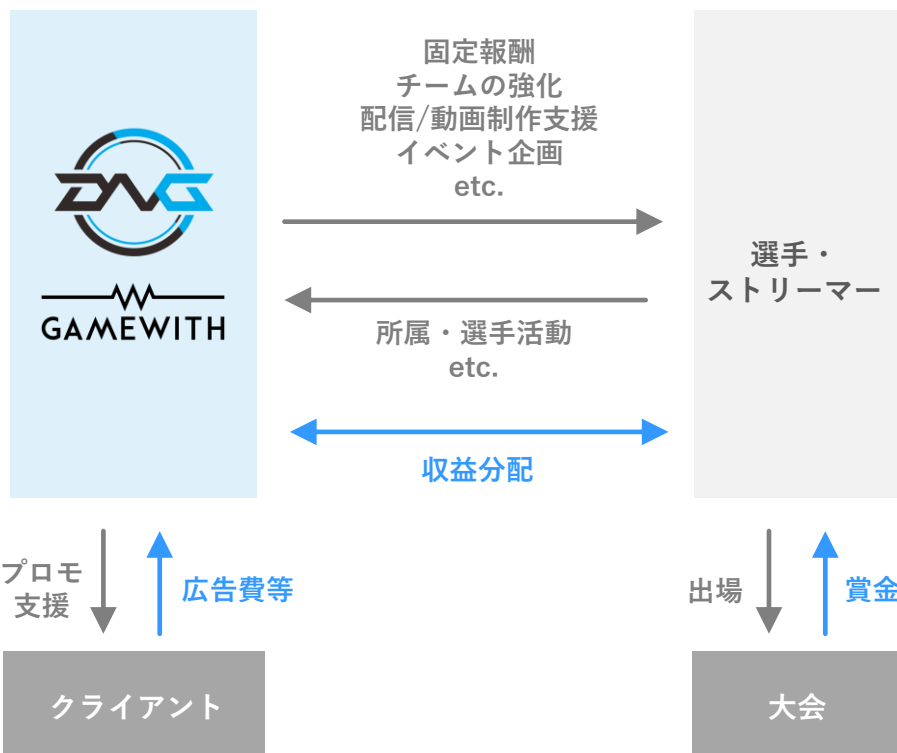 固定報酬
チームの強化
配信/動画制作支援
イベント企画
etc.
DNG
GAMEWITH
選手・
ストリーマー
所属・選手活動
etc.
収益分配
プロモ
支援
広告費等
出場
賞金
クライアント
大会